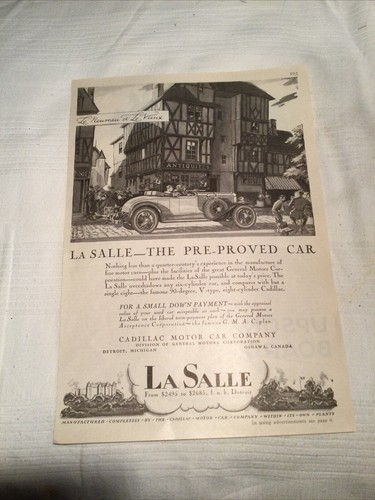 Le Nouveau et Le Vieux
ANTIQUITES
LA SALLE—THE PRE-PROVED CAR
Nothing less than a quarter-century's experience in the manufacture of
fine motor cars—plus the facilities of the great General Motors Cor-
poration—could have made the La Salle possible at today's price. The
La Salle overshadows any six-cylinder car, and compares with but a
single eight—the famous 90-degree, V-type, eight-cylinder Cadillac.
FOR A SMALL DOWN PAYMENT—with the appraisal
value of your used car acceptable as cash—you may possess a
La Salle on the liberal term-payment plan of the General Motors
Acceptance Corporation—the famous G. M. A. C. plan.
CADILLAC MOTOR CAR COMPANY
DIVISION OF GENERAL MOTORS CORPORATION
DETROIT, MICHIGAN OSHAWA, CANADA
LA SALLE
From $2495 to $2685, f. o. b. Detroit
MANUFACTURED · COMPLETELY · BY · THE · CADILLAC · MOTOR · CAR · COMPANY · WITHIN · ITS · OWN · PLANTS